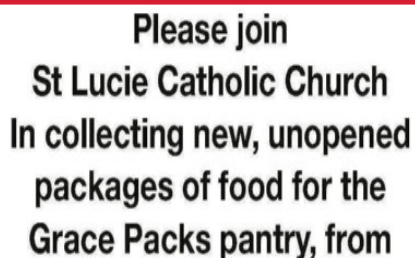 Please join
St Lucie Catholic Church
In collecting new, unopened
packages of food for the
Grace Packs pantry, from